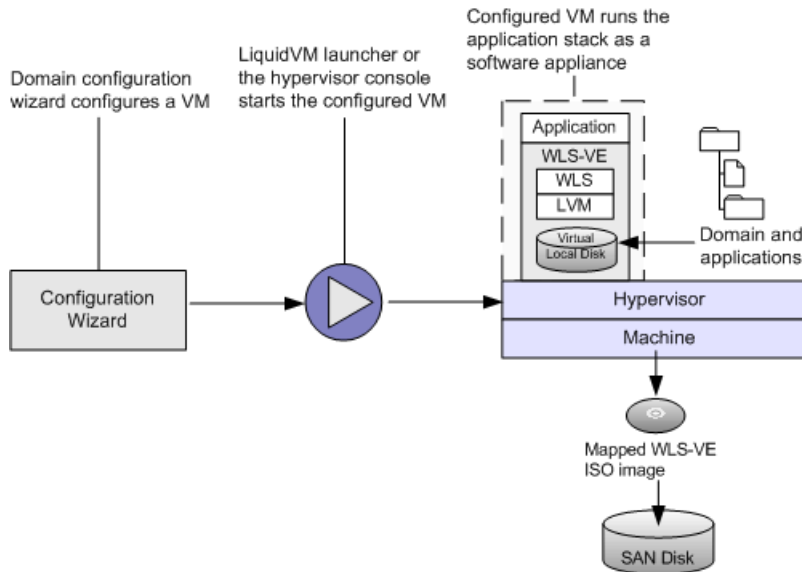 Configured VM runs the
application stack as a
software appliance
LiquidVM launcher or
the hypervisor console
starts the configured VM
Domain configuration
wizard configures a VM
Application
WLS-VE
WLS
LVM
Virtual
Local Disk
Domain and
applications
Configuration
Wizard
Hypervisor
Machine
Mapped WLS-VE
ISO image
SAN Disk